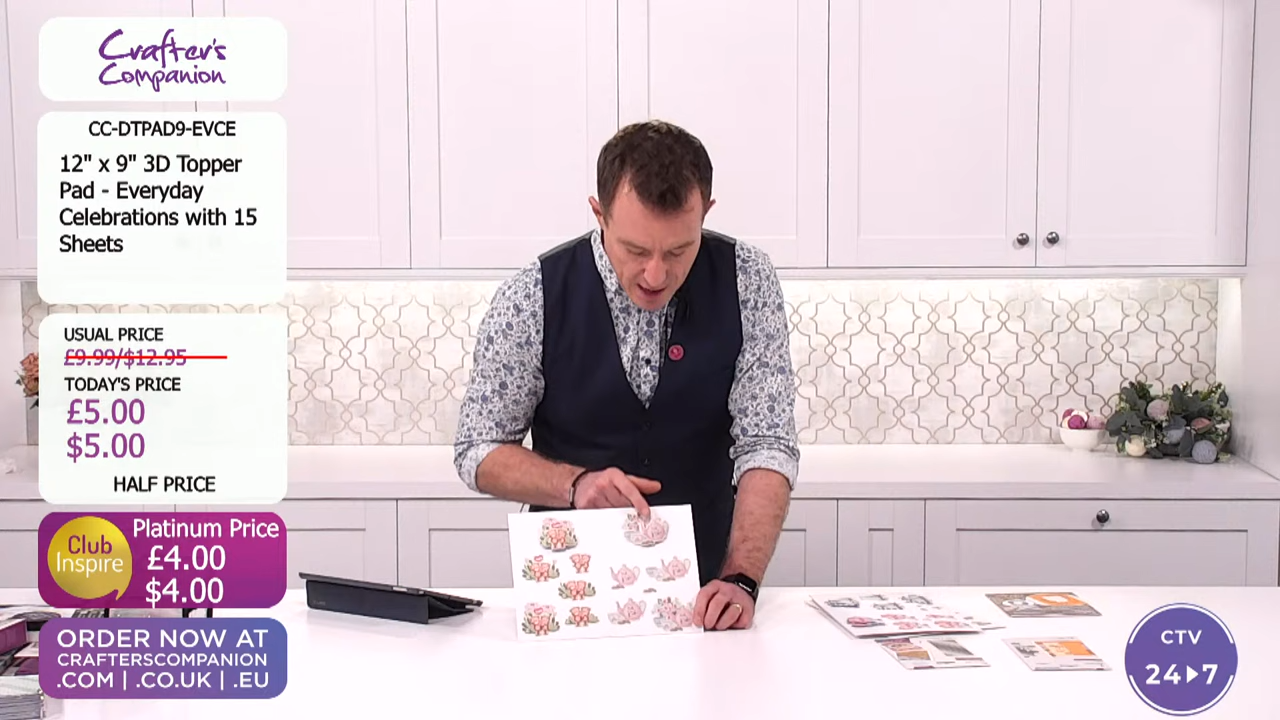 Crafter's
Companion
CC-DTPAD9-EVCE
12" x 9" 3D Topper
Pad - Everyday
Celebrations with 15
Sheets
USUAL PRICE
£9.99/$12.95
TODAY'S PRICE
£5.00
$5.00
HALF PRICE
Club
Inspire
Platinum Price
£4.00
$4.00
ORDER NOW AT
CRAFTERSCOMPANION
.COM | .CO.UK | .EU
CTV
24▶7